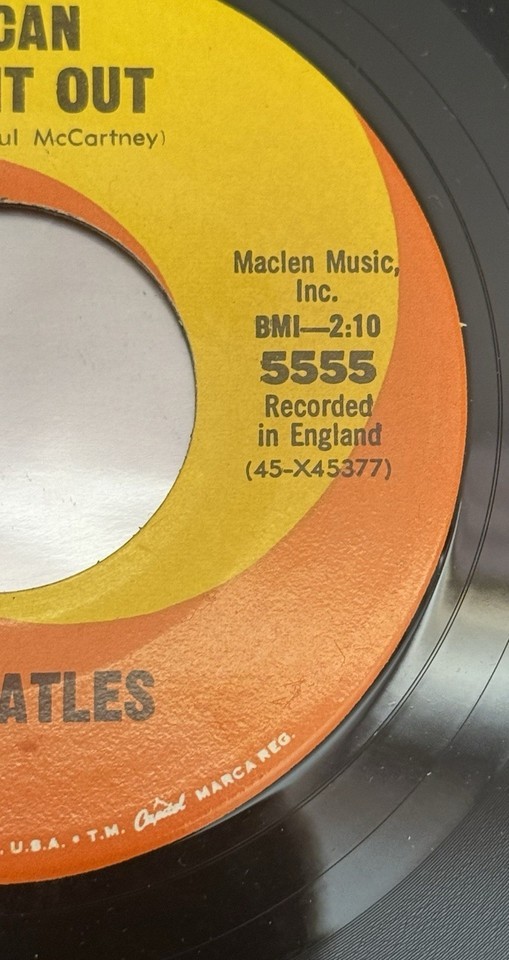 CAN
IT OUT
ul McCartney)
Maclen Music,
Inc.
BMI—2:10
5555
Recorded
in England
(45-X45377)
ATLES
. U.S.A. • T.M. Capitol MARCA REG.